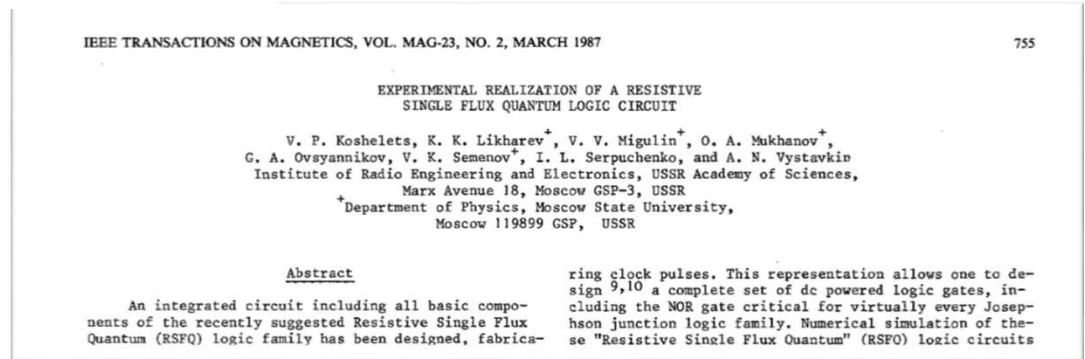 IEEE TRANSACTIONS ON MAGNETICS, VOL. MAG-23, NO. 2, MARCH 1987 755
EXPERIMENTAL REALIZATION OF A RESISTIVE
SINGLE FLUX QUANTUM LOGIC CIRCUIT
V. P. Koshelets, K. K. Likharev+, V. V. Migulin+, O. A. Mukhanov+,
G. A. Ovsyannikov, V. K. Semenov+, I. L. Serpuchenko, and A. N. Vystavkin
Institute of Radio Engineering and Electronics, USSR Academy of Sciences,
Marx Avenue 18, Moscow GSP-3, USSR
+Department of Physics, Moscow State University,
Moscow 119899 GSP, USSR
Abstract
An integrated circuit including all basic compo-
nents of the recently suggested Resistive Single Flux
Quantum (RSFQ) logic family has been designed, fabrica-
ring clock pulses. This representation allows one to de-
sign 9,10 a complete set of dc powered logic gates, in-
cluding the NOR gate critical for virtually every Josep-
hson junction logic family. Numerical simulation of the-
se "Resistive Single Flux Quantum" (RSFQ) logic circuits